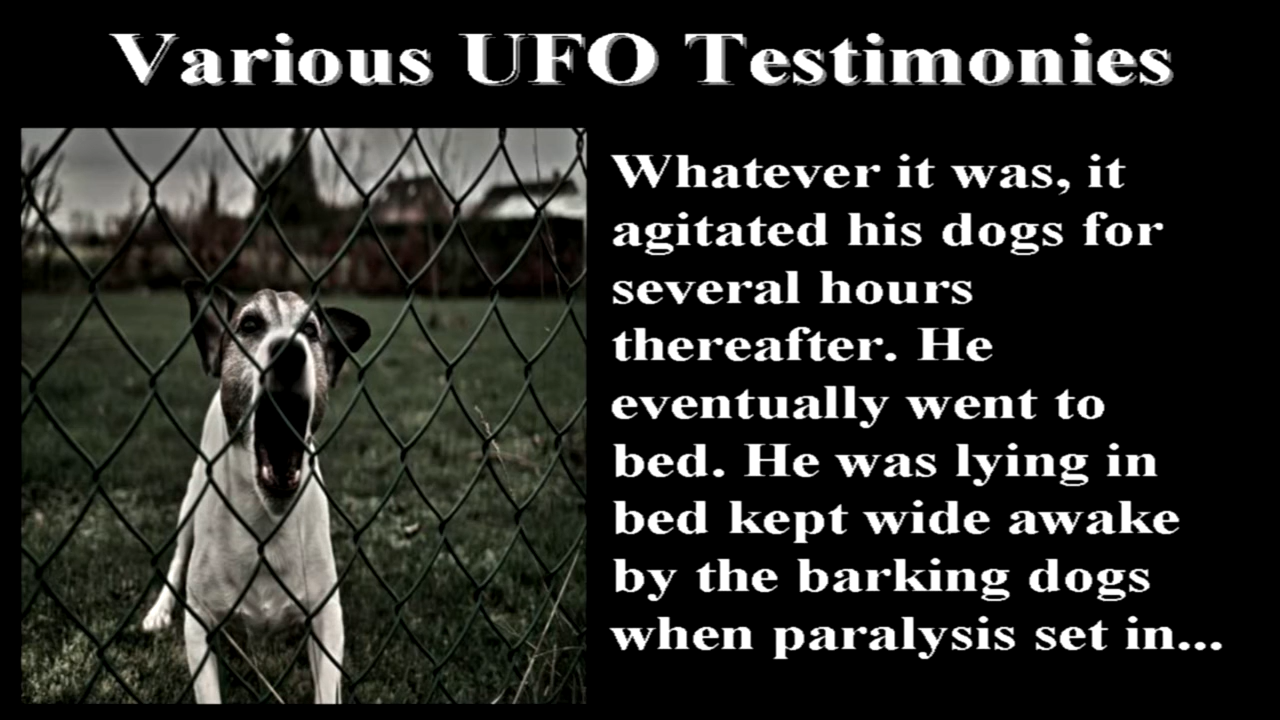 Various UFO Testimonies
Whatever it was, it
agitated his dogs for
several hours
thereafter. He
eventually went to
bed. He was lying in
bed kept wide awake
by the barking dogs
when paralysis set in...